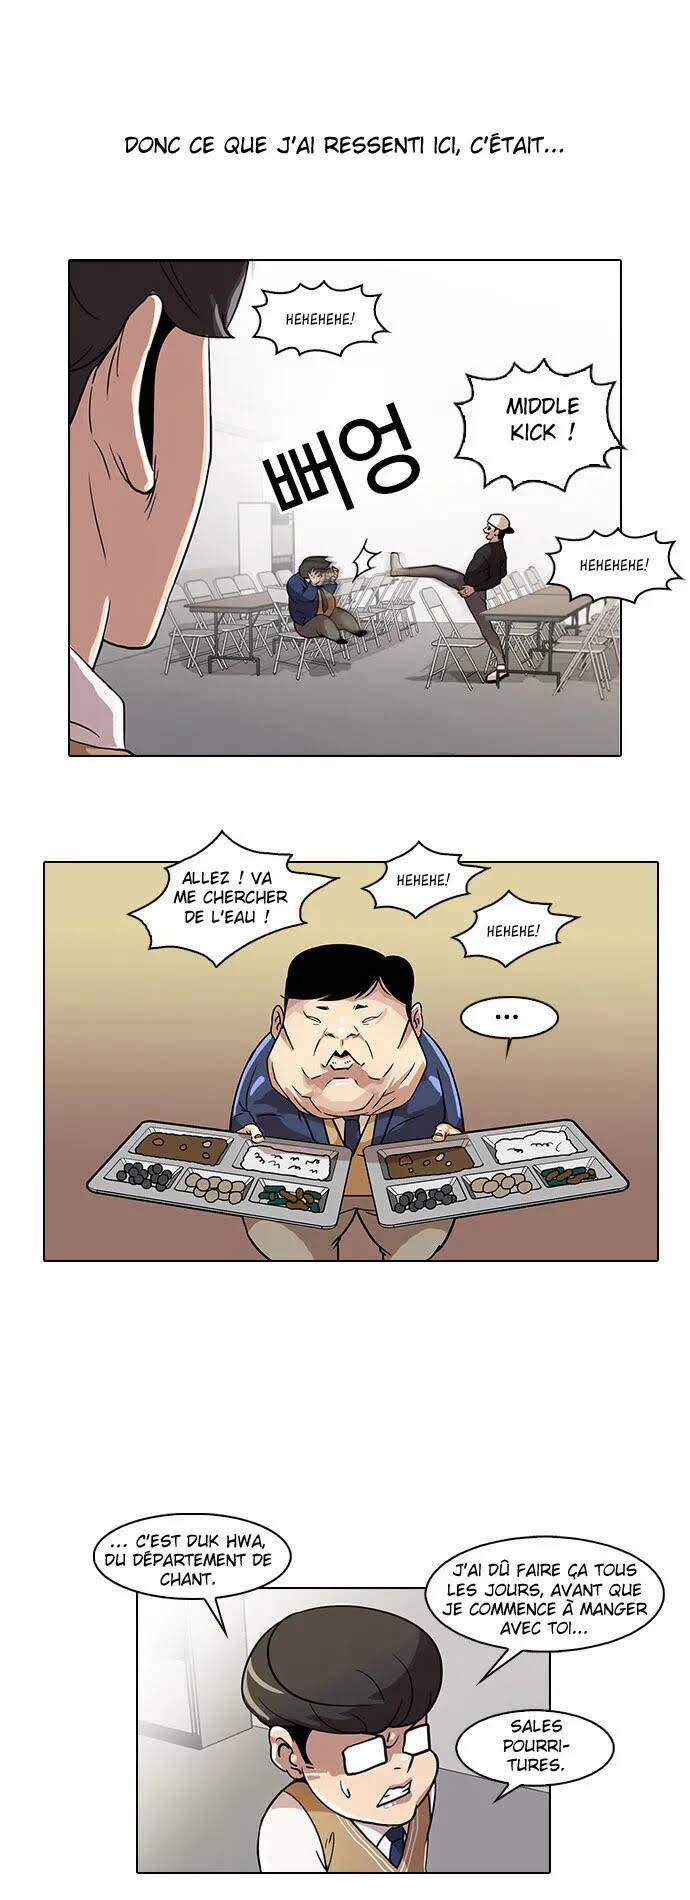 DONC CE QUE J'AI RESSENTI ICI, C'ÉTAIT...
HEHEHEHE!
MIDDLE
KICK !
뻐엉
HEHEHEHE!
ALLEZ ! VA
ME CHERCHER
DE L'EAU !
HEHEHE!
HEHEHE!
...
... C'EST DUK HWA,
DU DÉPARTEMENT DE
CHANT.
J'AI DÛ FAIRE ÇA TOUS
LES JOURS, AVANT QUE
JE COMMENCE À MANGER
AVEC TOI...
SALES
POURRI-
TURES.